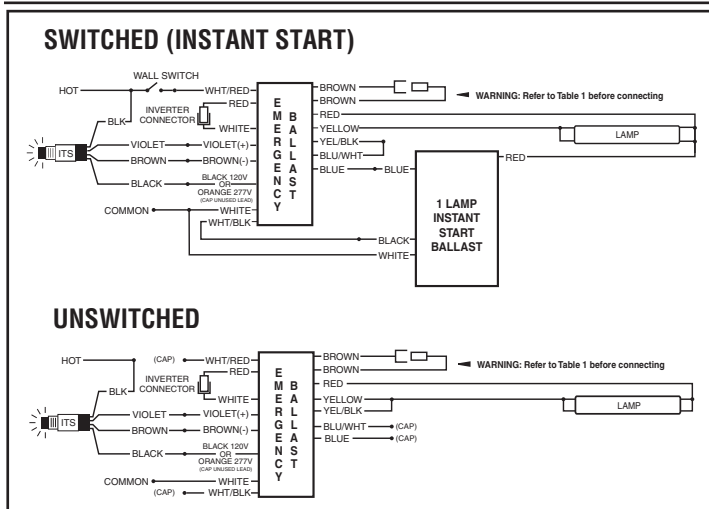 SWITCHED (INSTANT START)
WALL SWITCH
HOT
WHT/RED
BROWN
WARNING: Refer to Table 1 before connecting
RED
BROWN
INVERTER
CONNECTOR
BLK
RED
WHITE
YELLOW
LAMP
ITS
VIOLET
VIOLET(+)
YEL/BLK
BROWN
BROWN(-)
BLU/WHT
RED
BLUE
BLUE
BLACK
BLACK 120V
OR
ORANGE 277V
(CAP UNUSED LEAD)
EMERGENCY
BALLAST
COMMON
WHITE
WHT/BLK
1 LAMP
INSTANT
START
BALLAST
BLACK
WHITE
UNSWITCHED
HOT
(CAP)
WHT/RED
BROWN
WARNING: Refer to Table 1 before connecting
RED
BROWN
INVERTER
CONNECTOR
BLK
RED
WHITE
YELLOW
LAMP
ITS
VIOLET
VIOLET(+)
YEL/BLK
BROWN
BROWN(-)
BLU/WHT
(CAP)
BLUE
(CAP)
BLACK
BLACK 120V
OR
ORANGE 277V
(CAP UNUSED LEAD)
EMERGENCY
BALLAST
COMMON
WHITE
(CAP)
WHT/BLK